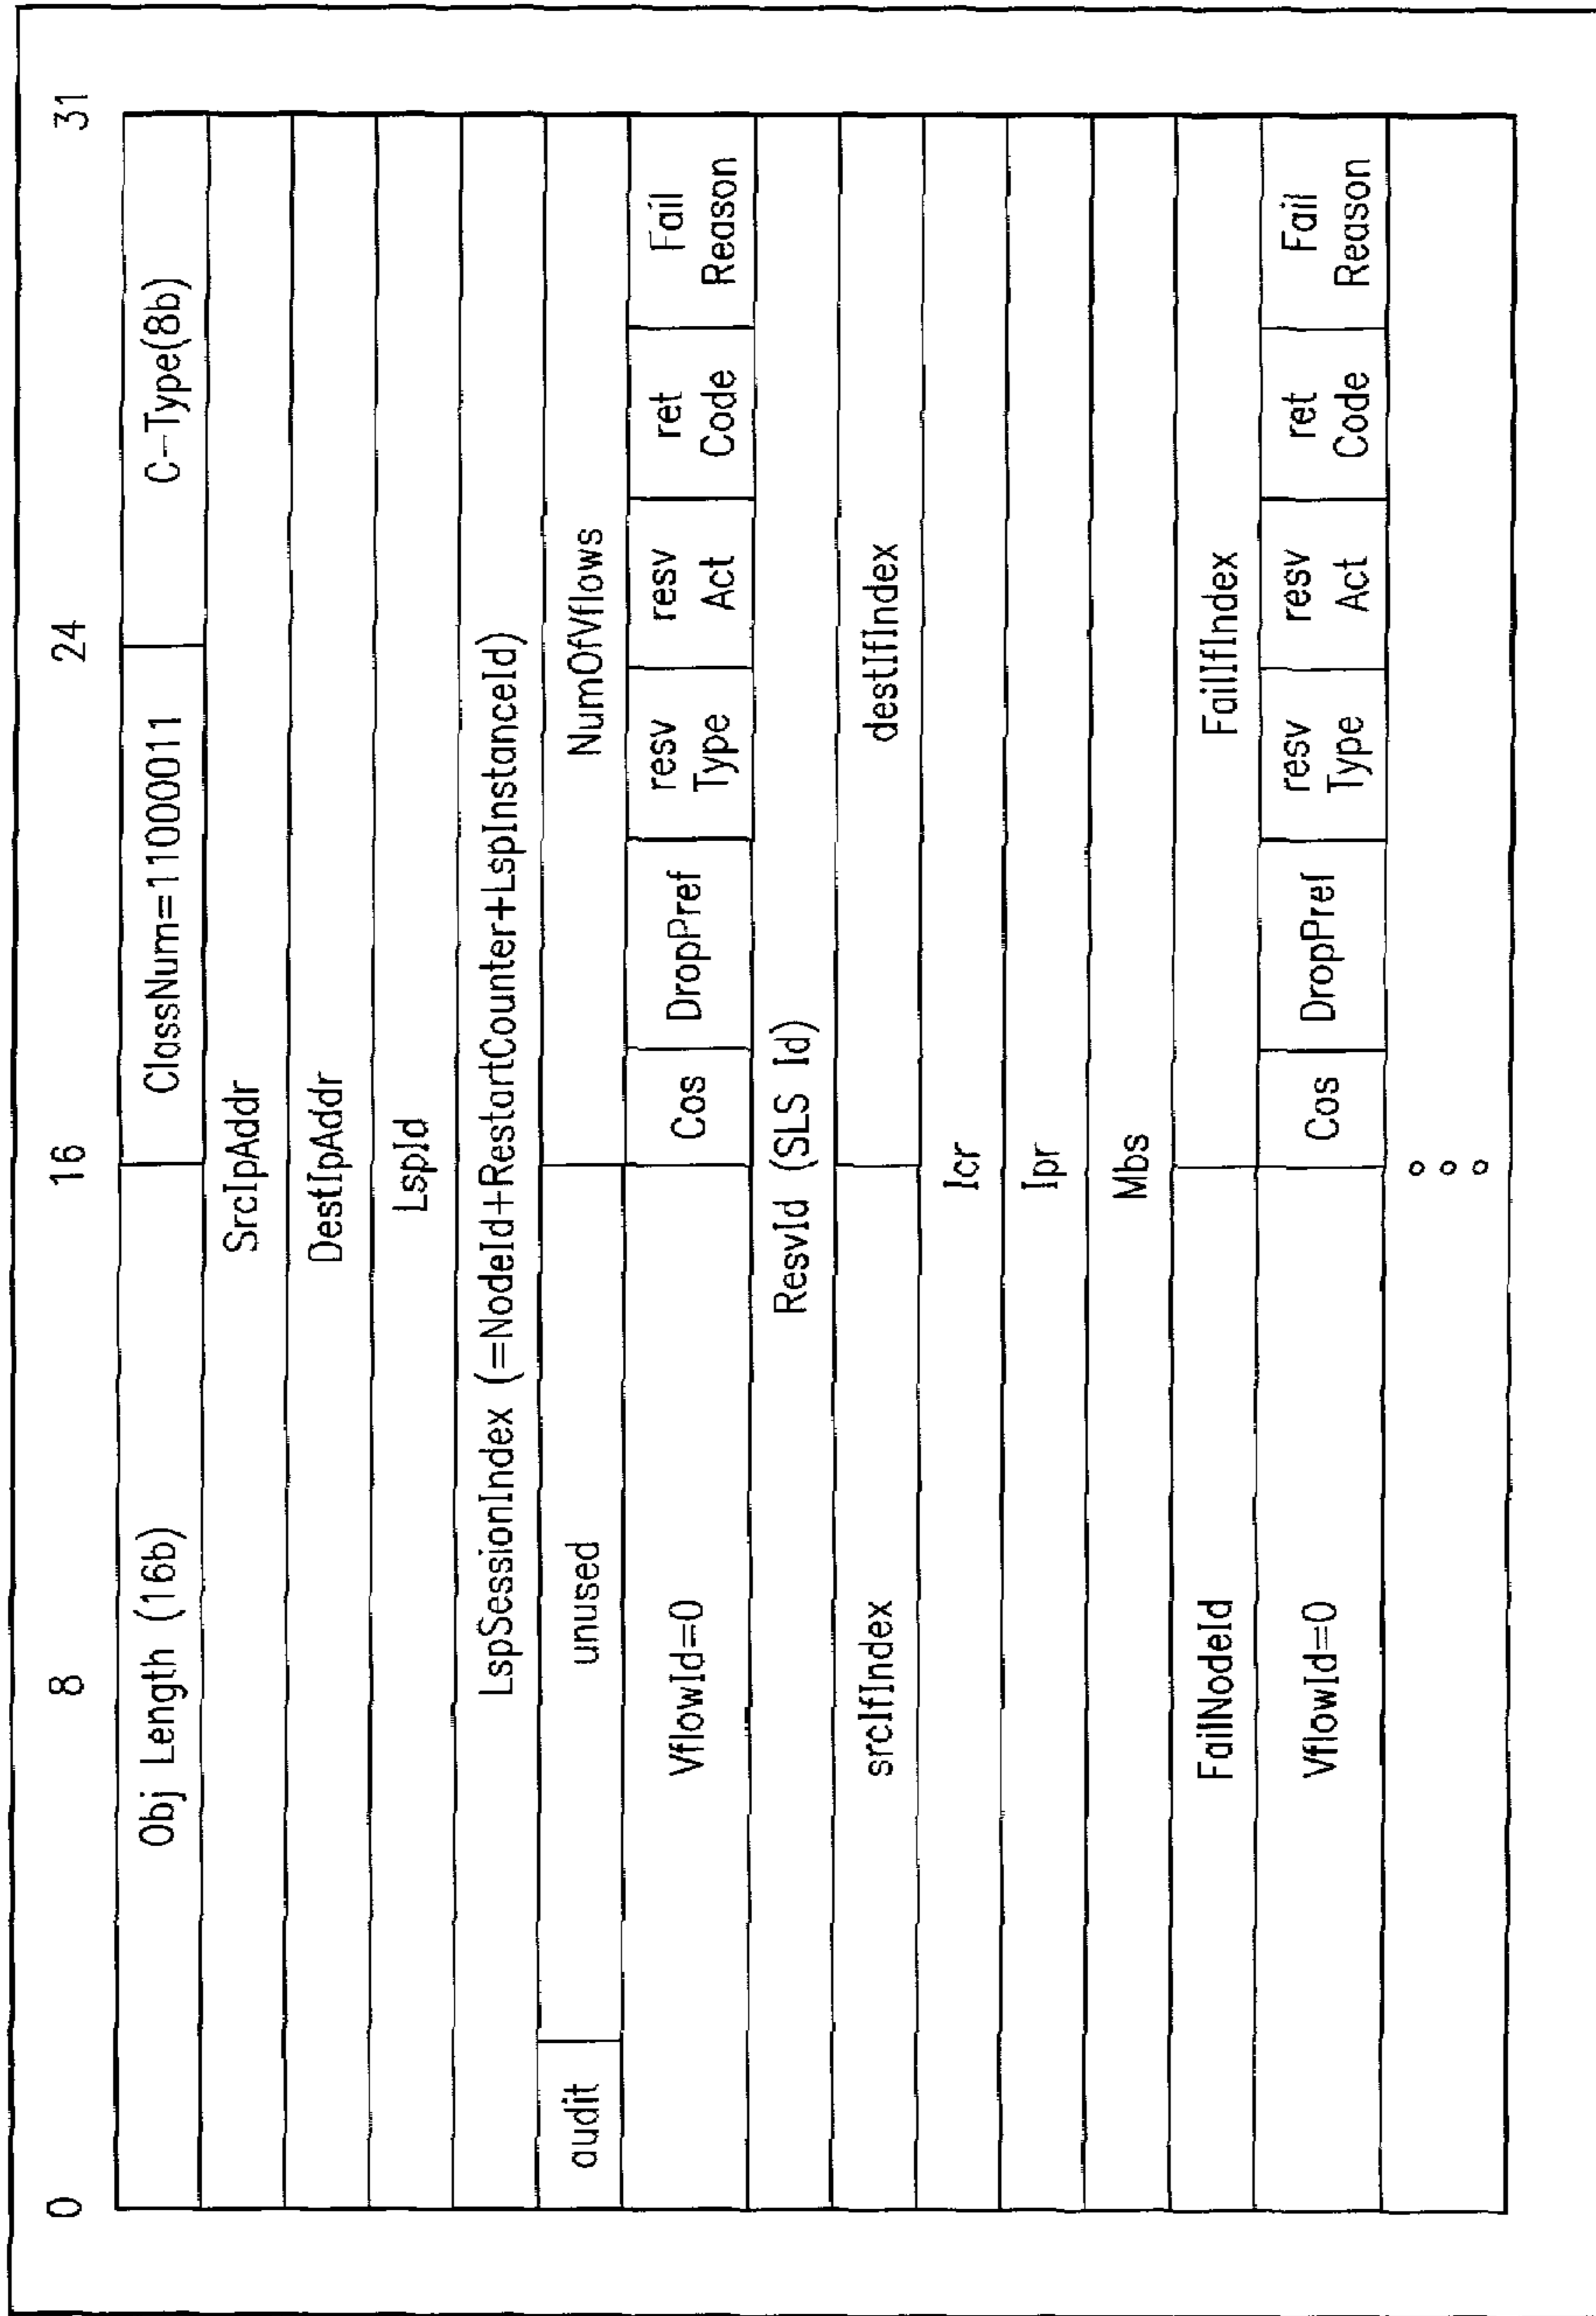 0 8 16 24 31
Obj Length (16b) ClassNum=11000011 C-Type(8b)
SrcIpAddr
DestIpAddr
LspId
LspSessionIndex (=NodeId+RestartCounter+LspInstanceId)
audit unused NumOfVflows
VflowId=0 Cos DropPref resv Type resv Act ret Code Fail Reason
ResvId (SLS Id)
srcIfIndex destIfIndex
Icr
Ipr
Mbs
FailNodeId FailIfIndex
VflowId=0 Cos DropPref resv Type resv Act ret Code Fail Reason